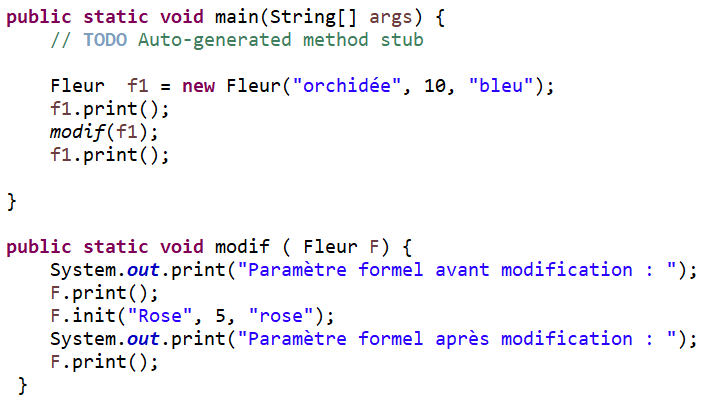 public static void main(String[] args) {
    // TODO Auto-generated method stub
    Fleur  f1 = new Fleur("orchidée", 10, "bleu");
    f1.print();
    modif(f1);
    f1.print();
}
public static void modif ( Fleur F) {
    System.out.print("Paramètre formel avant modification : ");
    F.print();
    F.init("Rose", 5, "rose");
    System.out.print("Paramètre formel après modification : ");
    F.print();
 }